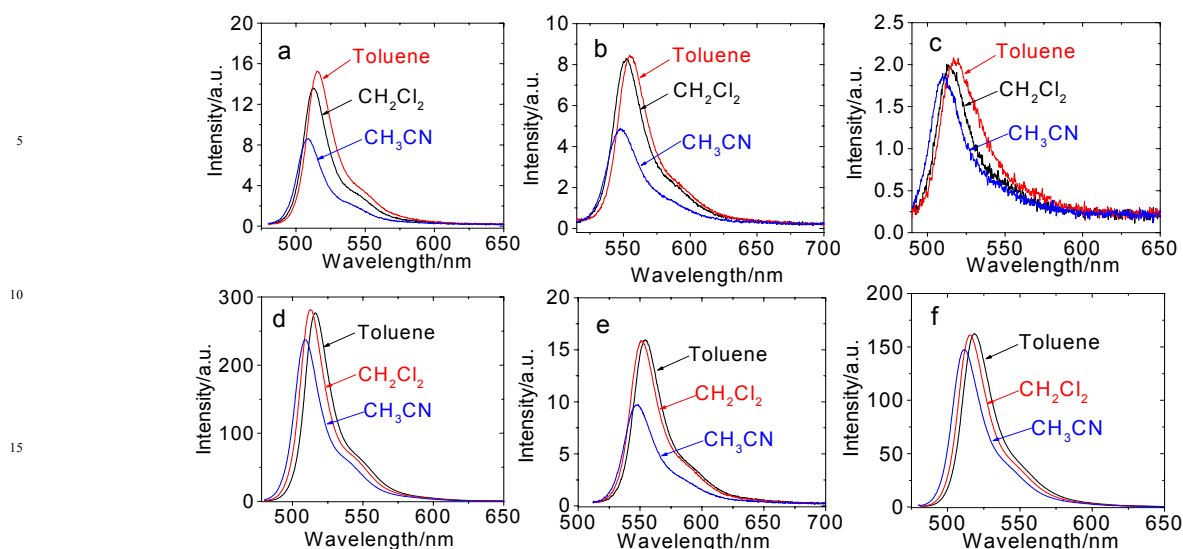 5
10
15
a
Toluene
CH2Cl2
CH3CN
Intensity/a.u.
20
16
12
8
4
0
500 550 600 650
Wavelength/nm
b
Toluene
CH2Cl2
CH3CN
Intensity/a.u.
10
8
6
4
2
0
550 600 650 700
Wavelength/nm
c
Toluene
CH2Cl2
CH3CN
Intensity/a.u.
2.5
2.0
1.5
1.0
0.5
0.0
500 550 600 650
Wavelength/nm
d
Toluene
CH2Cl2
CH3CN
Intensity/a.u.
300
200
100
0
500 550 600 650
Wavelength/nm
e
Toluene
CH2Cl2
CH3CN
Intensity/a.u.
20
15
10
5
0
500 550 600 650 700
Wavelength/nm
f
Toluene
CH2Cl2
CH3CN
Intensity/a.u.
200
150
100
50
0
500 550 600 650
Wavelength/nm